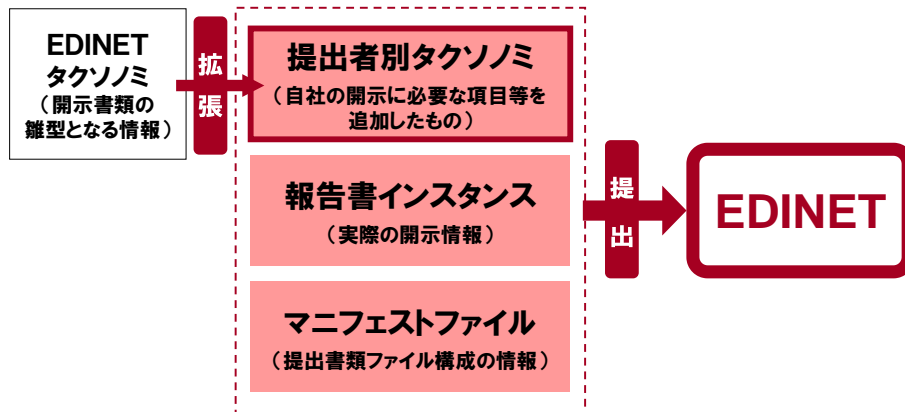 EDINET
タクソノミ
（開示書類の
雛型となる情報）
拡張
提出者別タクソノミ
（自社の開示に必要な項目等を
追加したもの）
報告書インスタンス
（実際の開示情報）
マニフェストファイル
（提出書類ファイル構成の情報）
提出
EDINET